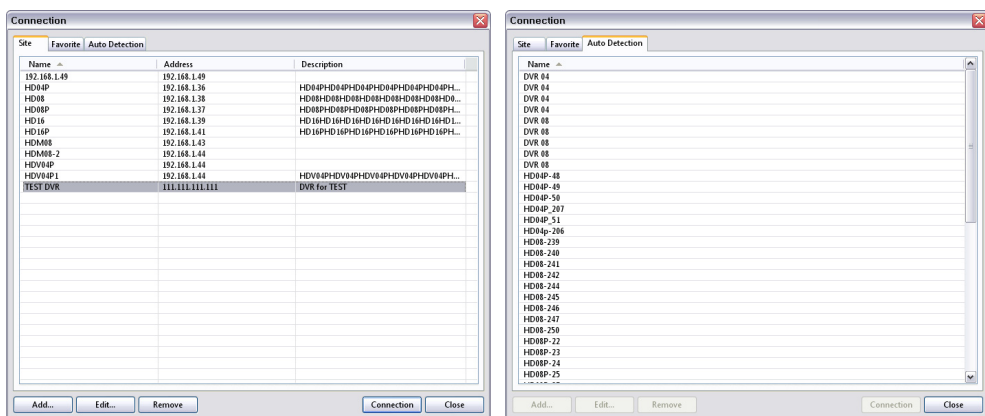 Connection
Site Favorite Auto Detection
Name Address Description
192.168.1.49 192.168.1.49
HD04P 192.168.1.36 HD04PHD04PHD04PHD04PHD04PHD04PH...
HD08 192.168.1.38 HD08HD08HD08HD08HD08HD08HD08HD0...
HD08P 192.168.1.37 HD08PHD08PHD08PHD08PHD08PHD08PH...
HD16 192.168.1.39 HD16HD16HD16HD16HD16HD16HD16HD1...
HD16P 192.168.1.41 HD16PHD16PHD16PHD16PHD16PHD16PH...
HDM08 192.168.1.43
HDM08-2 192.168.1.44
HDV04P 192.168.1.44
HDV04P1 192.168.1.44 HDV04PHDV04PHDV04PHDV04PHDV04PH...
TEST DVR 111.111.111.111 DVR for TEST
Add... Edit... Remove Connection Close
Connection
Site Favorite Auto Detection
Name
DVR 04
DVR 04
DVR 04
DVR 04
DVR 08
DVR 08
DVR 08
DVR 08
DVR 08
HD04P-48
HD04P-49
HD04P-50
HD04P_207
HD04P_51
HD04p-206
HD08-239
HD08-240
HD08-241
HD08-242
HD08-244
HD08-245
HD08-246
HD08-247
HD08-250
HD08P-22
HD08P-23
HD08P-24
HD08P-25
Add... Edit... Remove Connection Close